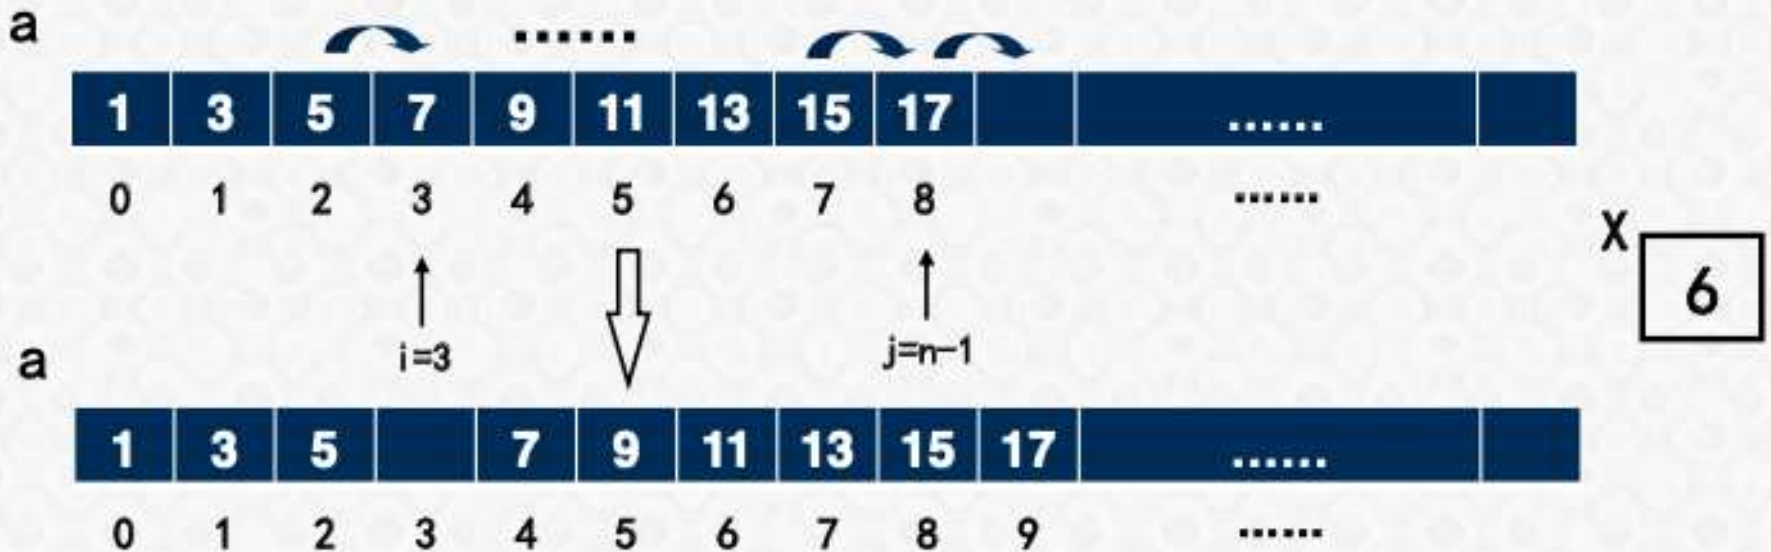 a ······
1 3 5 7 9 11 13 15 17 ......
0 1 2 3 4 5 6 7 8 ......
X
6
i=3 j=n-1
a
1 3 5 7 9 11 13 15 17 ......
0 1 2 3 4 5 6 7 8 9 ......